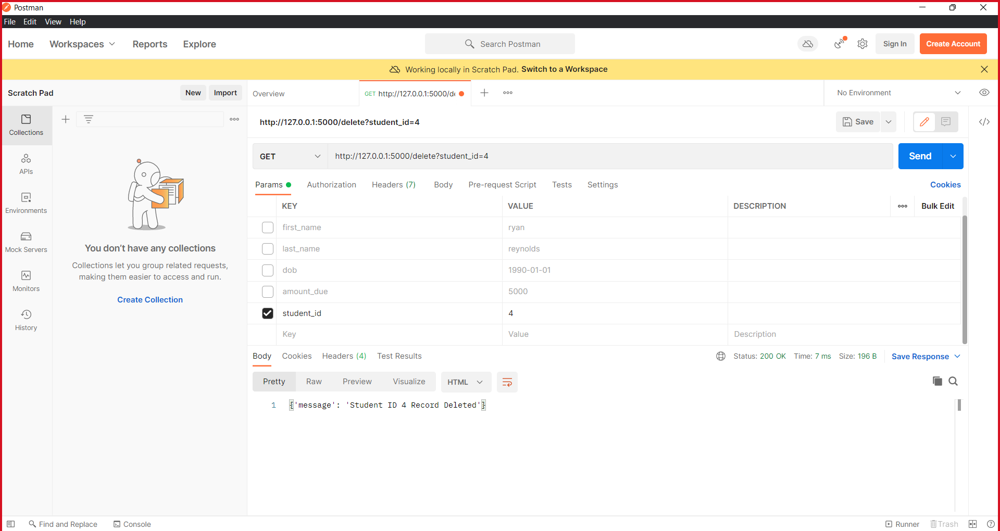 Postman
File Edit View Help
Home Workspaces Reports Explore Search Postman Sign In Create Account
Working locally in Scratch Pad. Switch to a Workspace
Scratch Pad New Import Overview GET http://127.0.0.1:5000/de No Environment
Collections
APIs
Environments
Mock Servers
Monitors
History
You don’t have any collections
Collections let you group related requests,
making them easier to access and run.
Create Collection
http://127.0.0.1:5000/delete?student_id=4 Save
GET http://127.0.0.1:5000/delete?student_id=4 Send
Params Authorization Headers (7) Body Pre-request Script Tests Settings Cookies
KEY VALUE DESCRIPTION Bulk Edit
first_name ryan
last_name reynolds
dob 1990-01-01
amount_due 5000
student_id 4
Key Value Description
Body Cookies Headers (4) Test Results Status: 200 OK Time: 7 ms Size: 196 B Save Response
Pretty Raw Preview Visualize HTML
1 {'message': 'Student ID 4 Record Deleted'}
Find and Replace Console Runner Trash